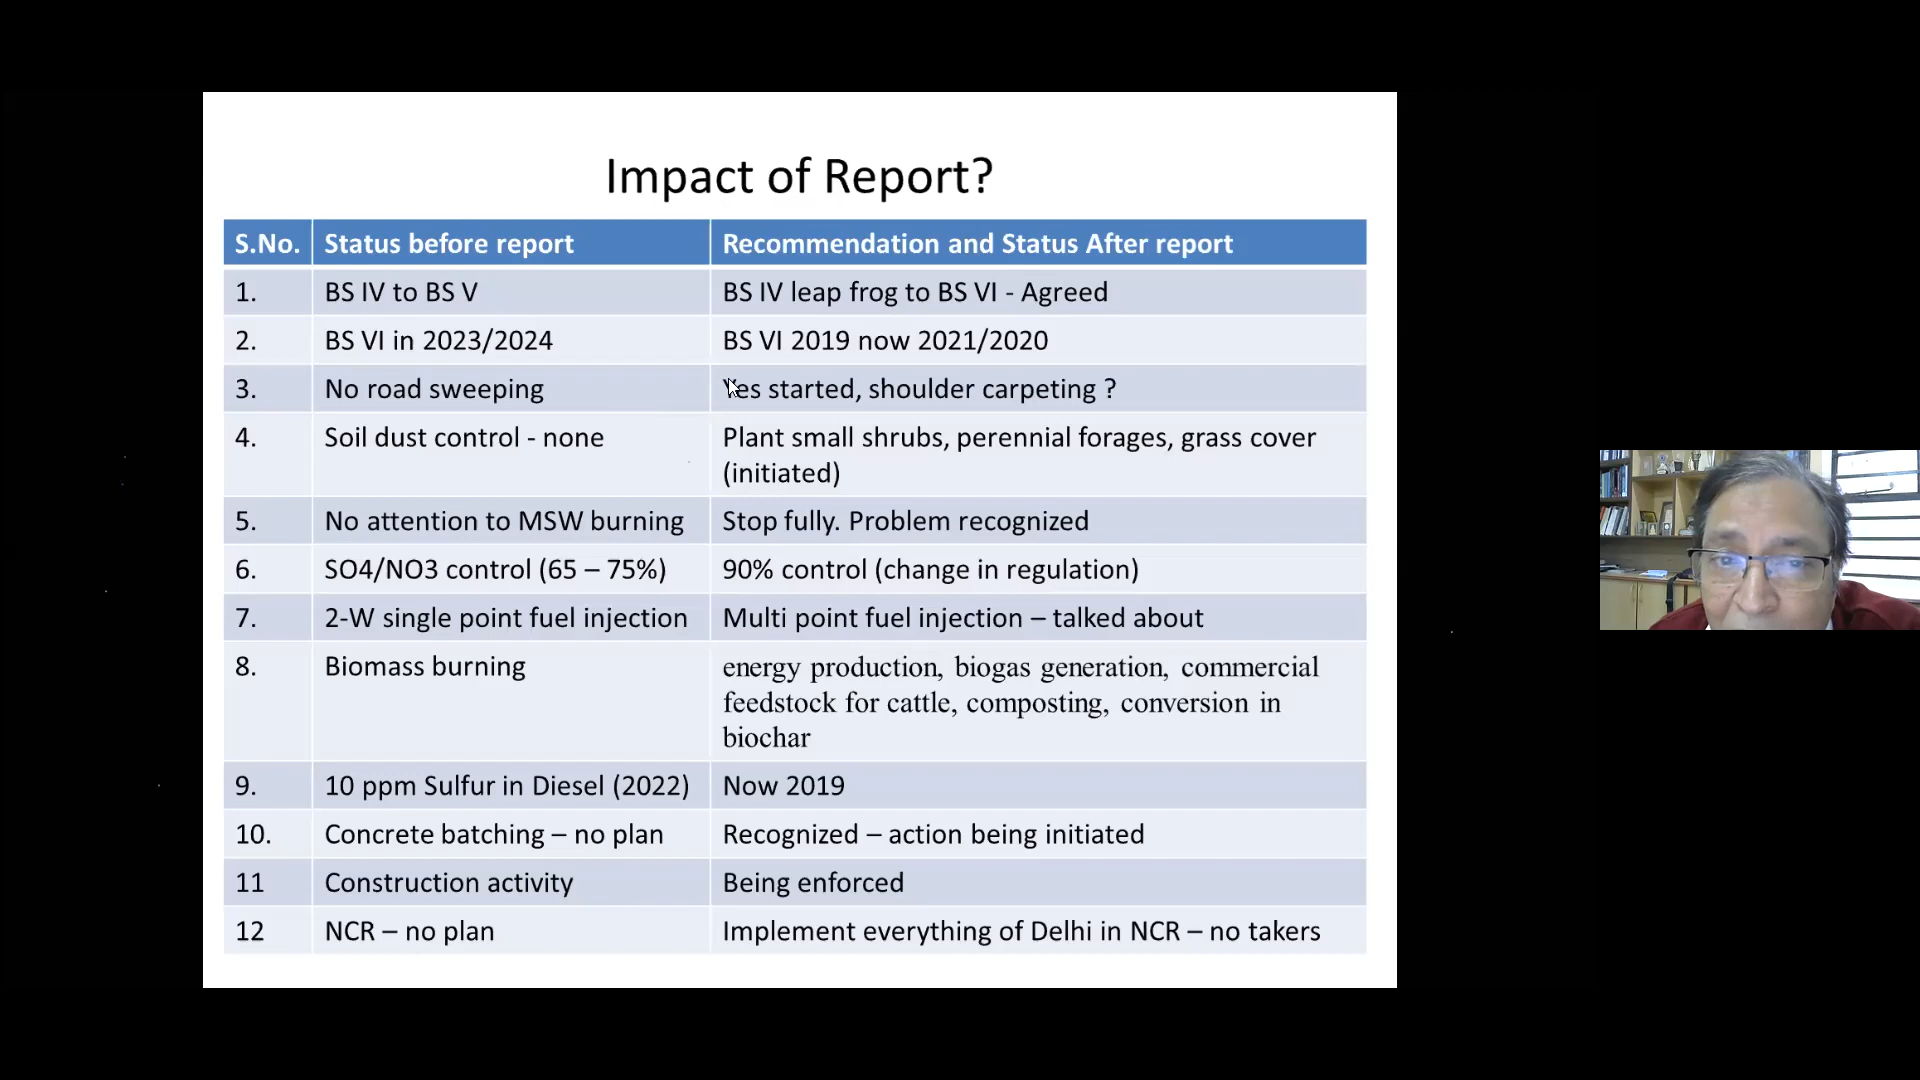 Impact of Report?
S.No. Status before report Recommendation and Status After report
1. BS IV to BS V BS IV leap frog to BS VI - Agreed
2. BS VI in 2023/2024 BS VI 2019 now 2021/2020
3. No road sweeping Yes started, shoulder carpeting ?
4. Soil dust control - none Plant small shrubs, perennial forages, grass cover
(initiated)
5. No attention to MSW burning Stop fully. Problem recognized
6. SO4/NO3 control (65 – 75%) 90% control (change in regulation)
7. 2-W single point fuel injection Multi point fuel injection – talked about
8. Biomass burning energy production, biogas generation, commercial
feedstock for cattle, composting, conversion in
biochar
9. 10 ppm Sulfur in Diesel (2022) Now 2019
10. Concrete batching – no plan Recognized – action being initiated
11 Construction activity Being enforced
12 NCR – no plan Implement everything of Delhi in NCR – no takers